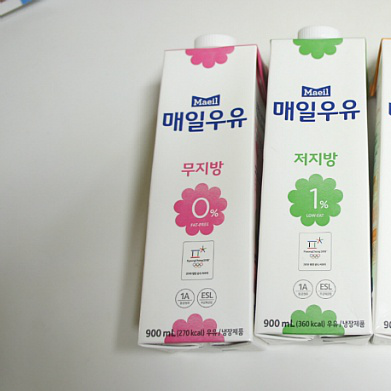 Maeil
매일우유
무지방
0%
FAT FREE
1A
ESL
900 mL (270 kcal) 우유/냉장제품
Maeil
매일우유
저지방
1%
LOW FAT
1A
ESL
900 mL (360 kcal) 우유/냉장제품